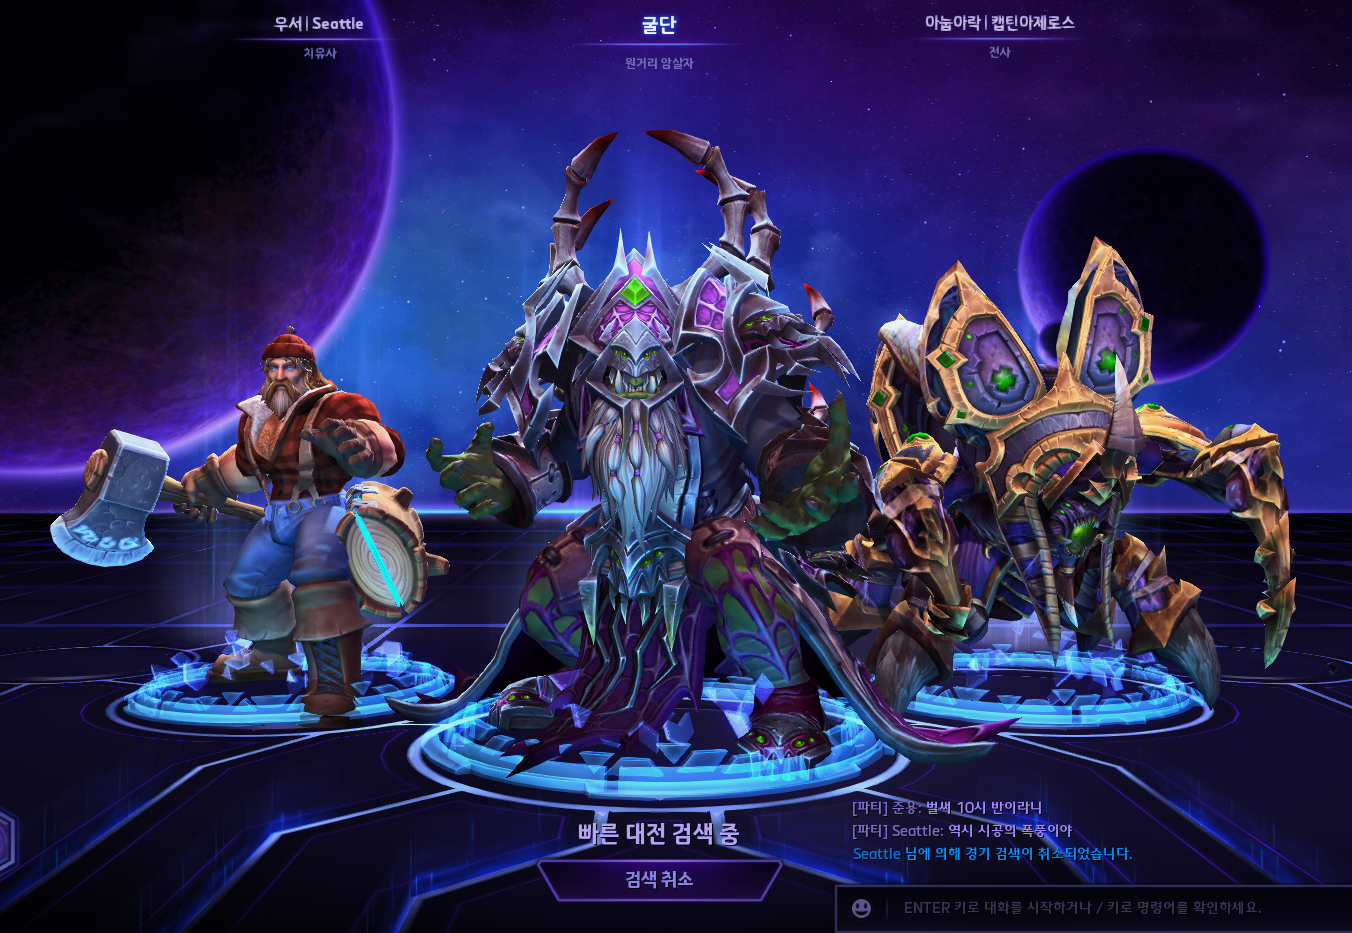 우서 | Seattle
치유사
굴단
원거리 암살자
아눕아락 | 캡틴아제로스
전사
빠른 대전 검색 중
검색 취소
[파티] 준용: 벌써 10시 반이라니
[파티] Seattle: 역시 시공의 폭풍이야
Seattle 님에 의해 경기 검색이 취소되었습니다.
ENTER 키로 대화를 시작하거나 / 키로 명령어를 확인하세요.